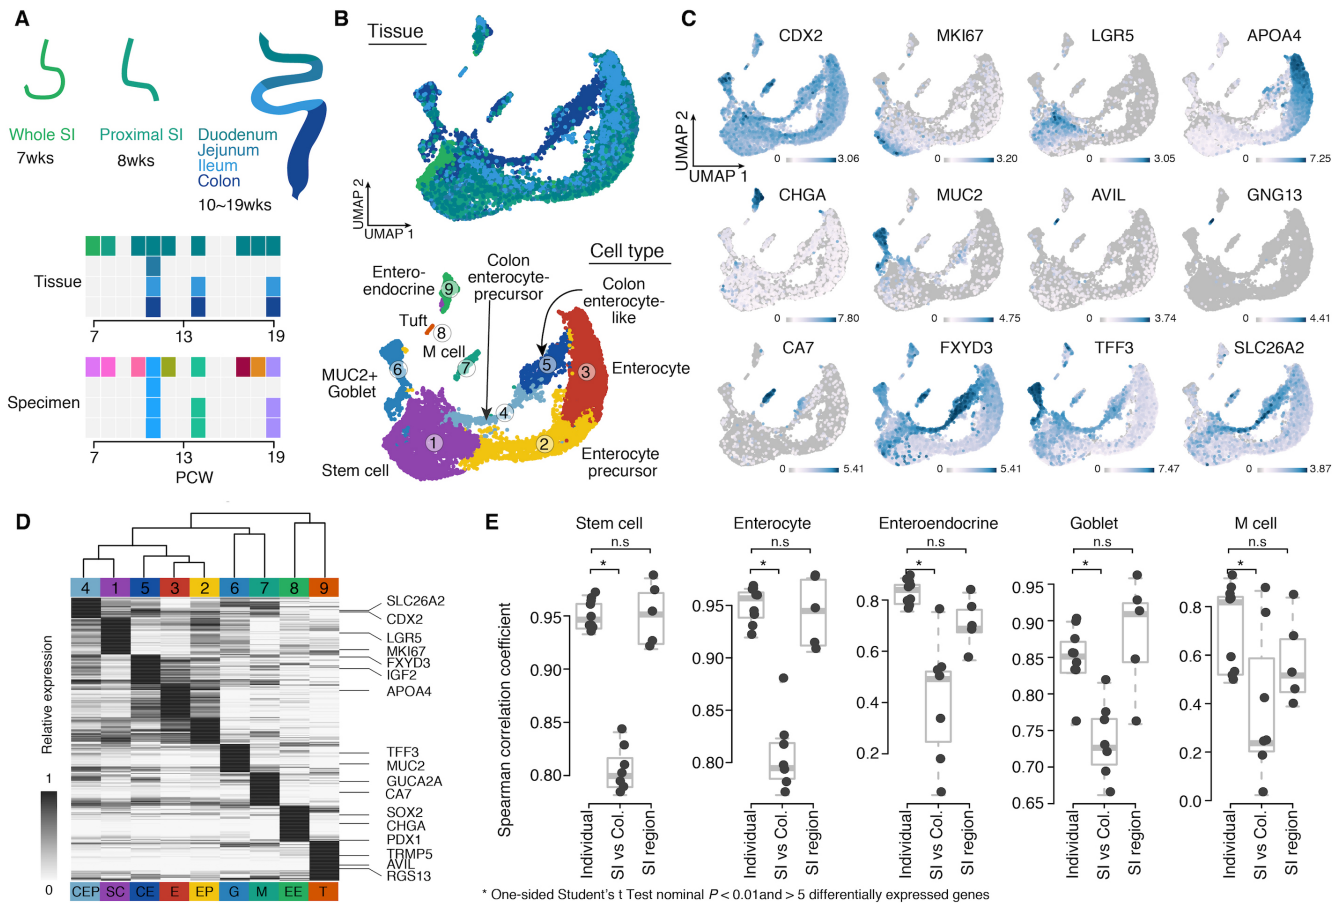 A
Whole SI
7wks
Proximal SI
8wks
Duodenum
Jejunum
Ileum
Colon
10~19wks
Tissue
7
13
19
Specimen
7
13
19
PCW
B
Tissue
UMAP 2
UMAP 1
Cell type
Entero-
endocrine
Colon
enterocyte-
precursor
Colon
enterocyte-
like
Tuft
M cell
MUC2+
Goblet
Enterocyte
Stem cell
Enterocyte
precursor
9
8
7
6
5
3
4
1
2
C
UMAP 2
UMAP 1
CDX2
0
3.06
MKI67
0
3.20
LGR5
0
3.05
APOA4
0
7.25
CHGA
0
7.80
MUC2
0
4.75
AVIL
0
3.74
GNG13
0
4.41
CA7
0
5.41
FXYD3
0
5.41
TFF3
0
7.47
SLC26A2
0
3.87
D
Relative expression
1
0
4 1 5 3 2 6 7 8 9
SLC26A2
CDX2
LGR5
MKI67
FXYD3
IGF2
APOA4
TFF3
MUC2
GUCA2A
CA7
SOX2
CHGA
PDX1
TRMP5
AVIL
RGS13
CEP SC CE E EP G M EE T
E
Spearman correlation coefficient
Stem cell
n.s
*
0.95
0.90
0.85
0.80
Individual
SI vs Col.
SI region
Enterocyte
n.s
*
0.95
0.90
0.85
0.80
Individual
SI vs Col.
SI region
Enteroendocrine
n.s
*
0.8
0.6
0.4
0.2
Individual
SI vs Col.
SI region
Goblet
n.s
*
0.95
0.90
0.85
0.80
0.75
0.70
0.65
Individual
SI vs Col.
SI region
M cell
n.s
*
0.8
0.6
0.4
0.2
0.0
Individual
SI vs Col.
SI region
* One-sided Student's t Test nominal P < 0.01and > 5 differentially expressed genes